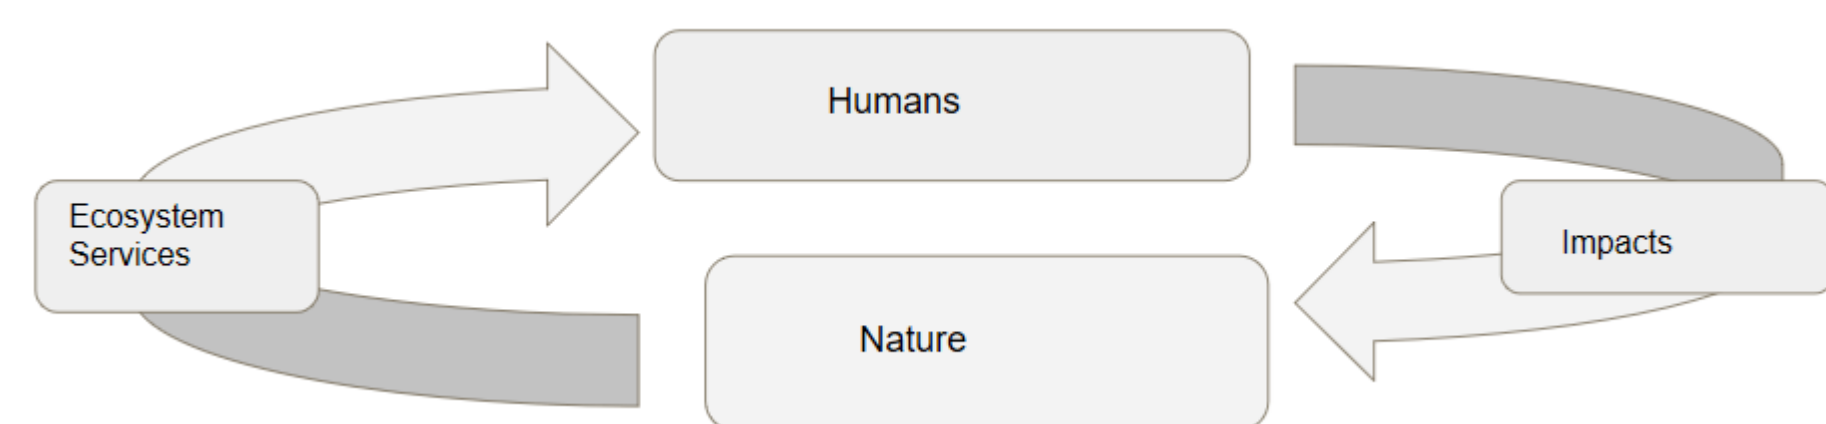 Humans
Ecosystem
Services
Impacts
Nature